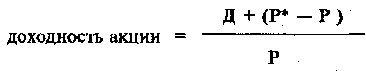 Д + (Р* — Р )
доходность акции =
Р